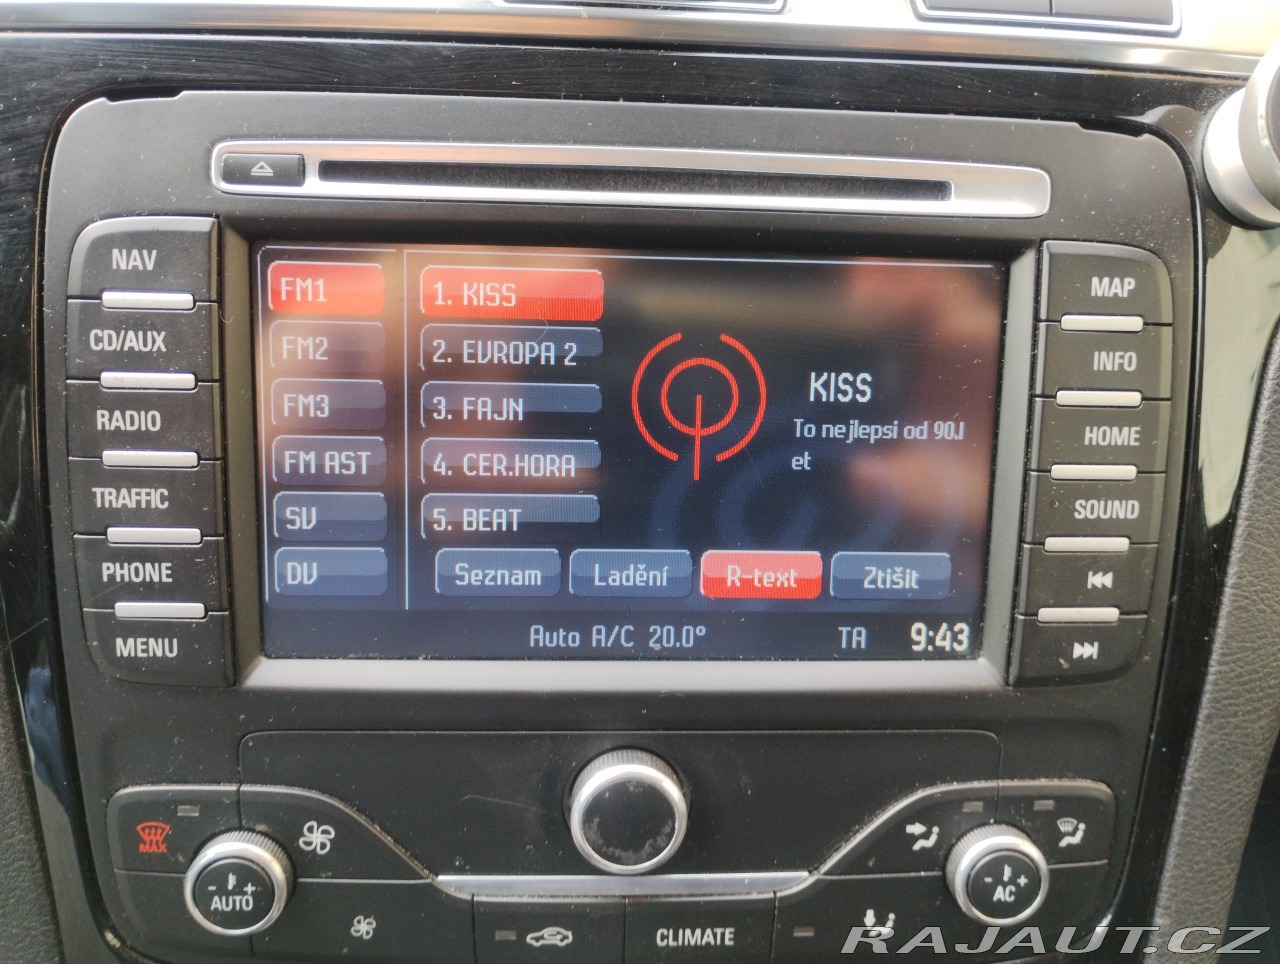 NAV
CD/AUX
RADIO
TRAFFIC
PHONE
MENU
FM1
FM2
FM3
FM AST
SV
DV
1. KISS
2. EVROPA 2
3. FAJN
4. CER.HORA
5. BEAT
KISS
To nejlepsi od 90.l
et
Seznam
Ladění
R-text
Ztišit
Auto A/C 20.0°
TA
9:43
MAP
INFO
HOME
SOUND
MAX
- +
AUTO
- +
AC
CLIMATE
RAJAUT.CZ